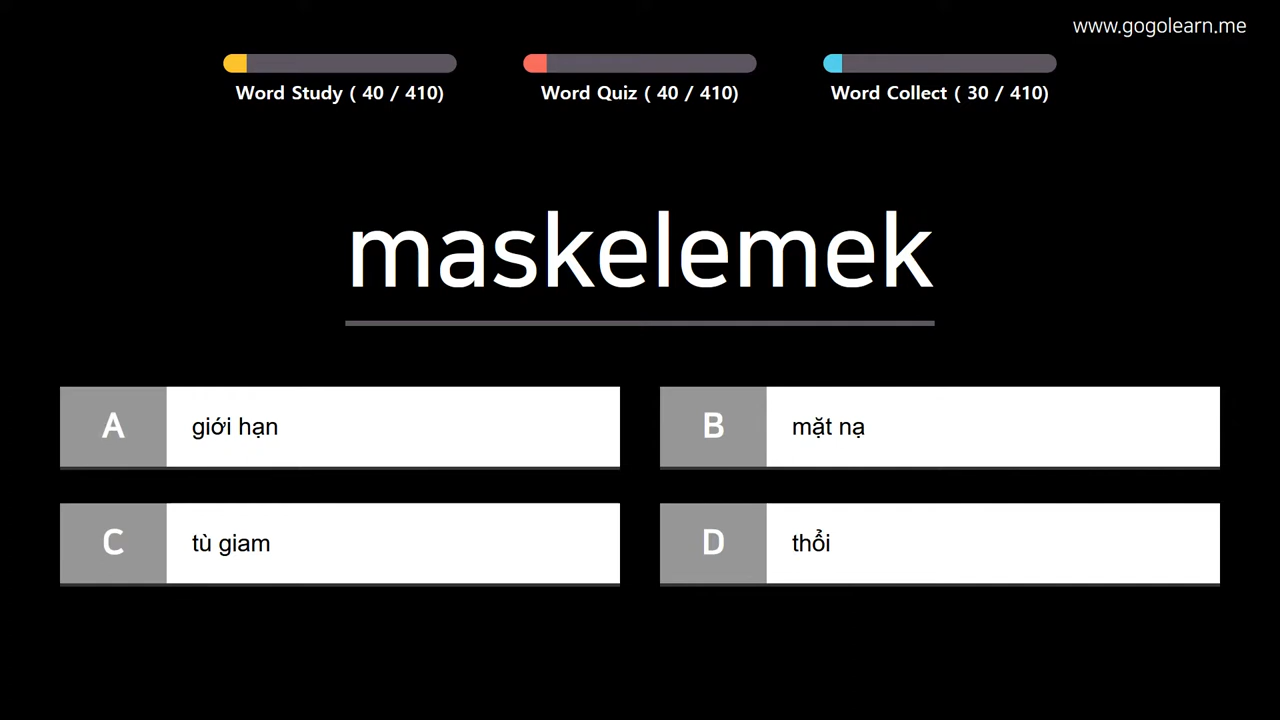 www.gogolearn.me
Word Study ( 40 / 410)
Word Quiz ( 40 / 410)
Word Collect ( 30 / 410)
maskelemek
A giới hạn
B mặt nạ
C tù giam
D thổi